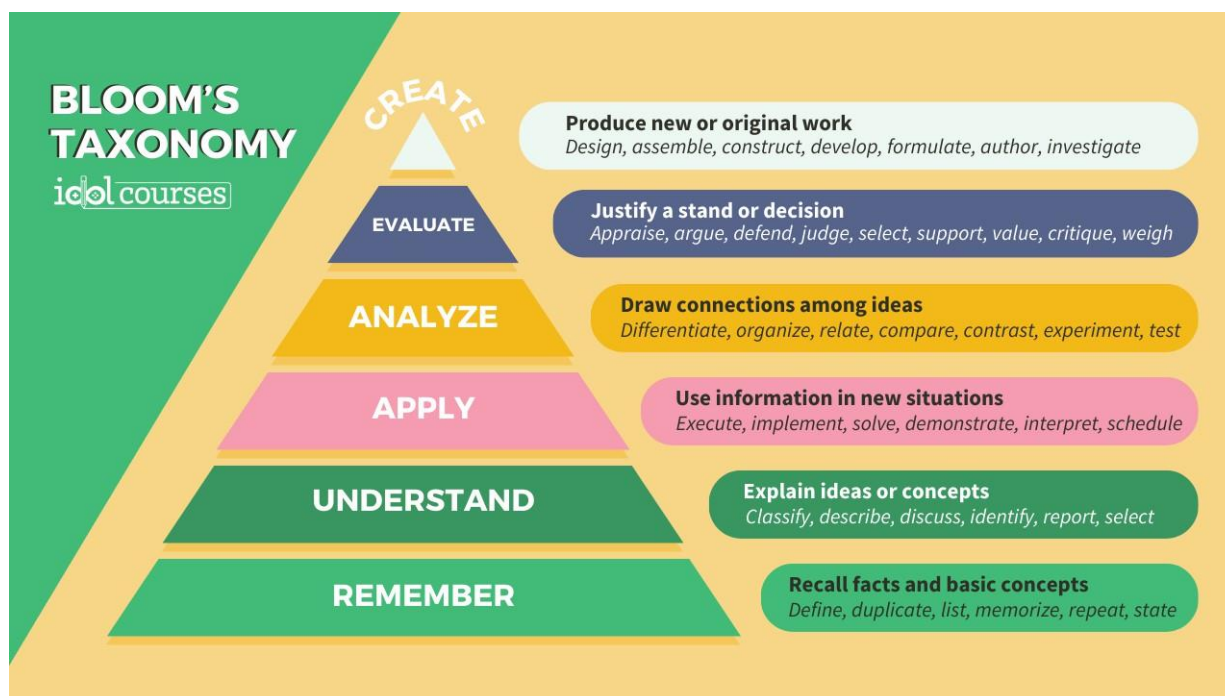 BLOOM'S
TAXONOMY
idol courses
CREATE
Produce new or original work
Design, assemble, construct, develop, formulate, author, investigate
EVALUATE
Justify a stand or decision
Appraise, argue, defend, judge, select, support, value, critique, weigh
ANALYZE
Draw connections among ideas
Differentiate, organize, relate, compare, contrast, experiment, test
APPLY
Use information in new situations
Execute, implement, solve, demonstrate, interpret, schedule
UNDERSTAND
Explain ideas or concepts
Classify, describe, discuss, identify, report, select
REMEMBER
Recall facts and basic concepts
Define, duplicate, list, memorize, repeat, state